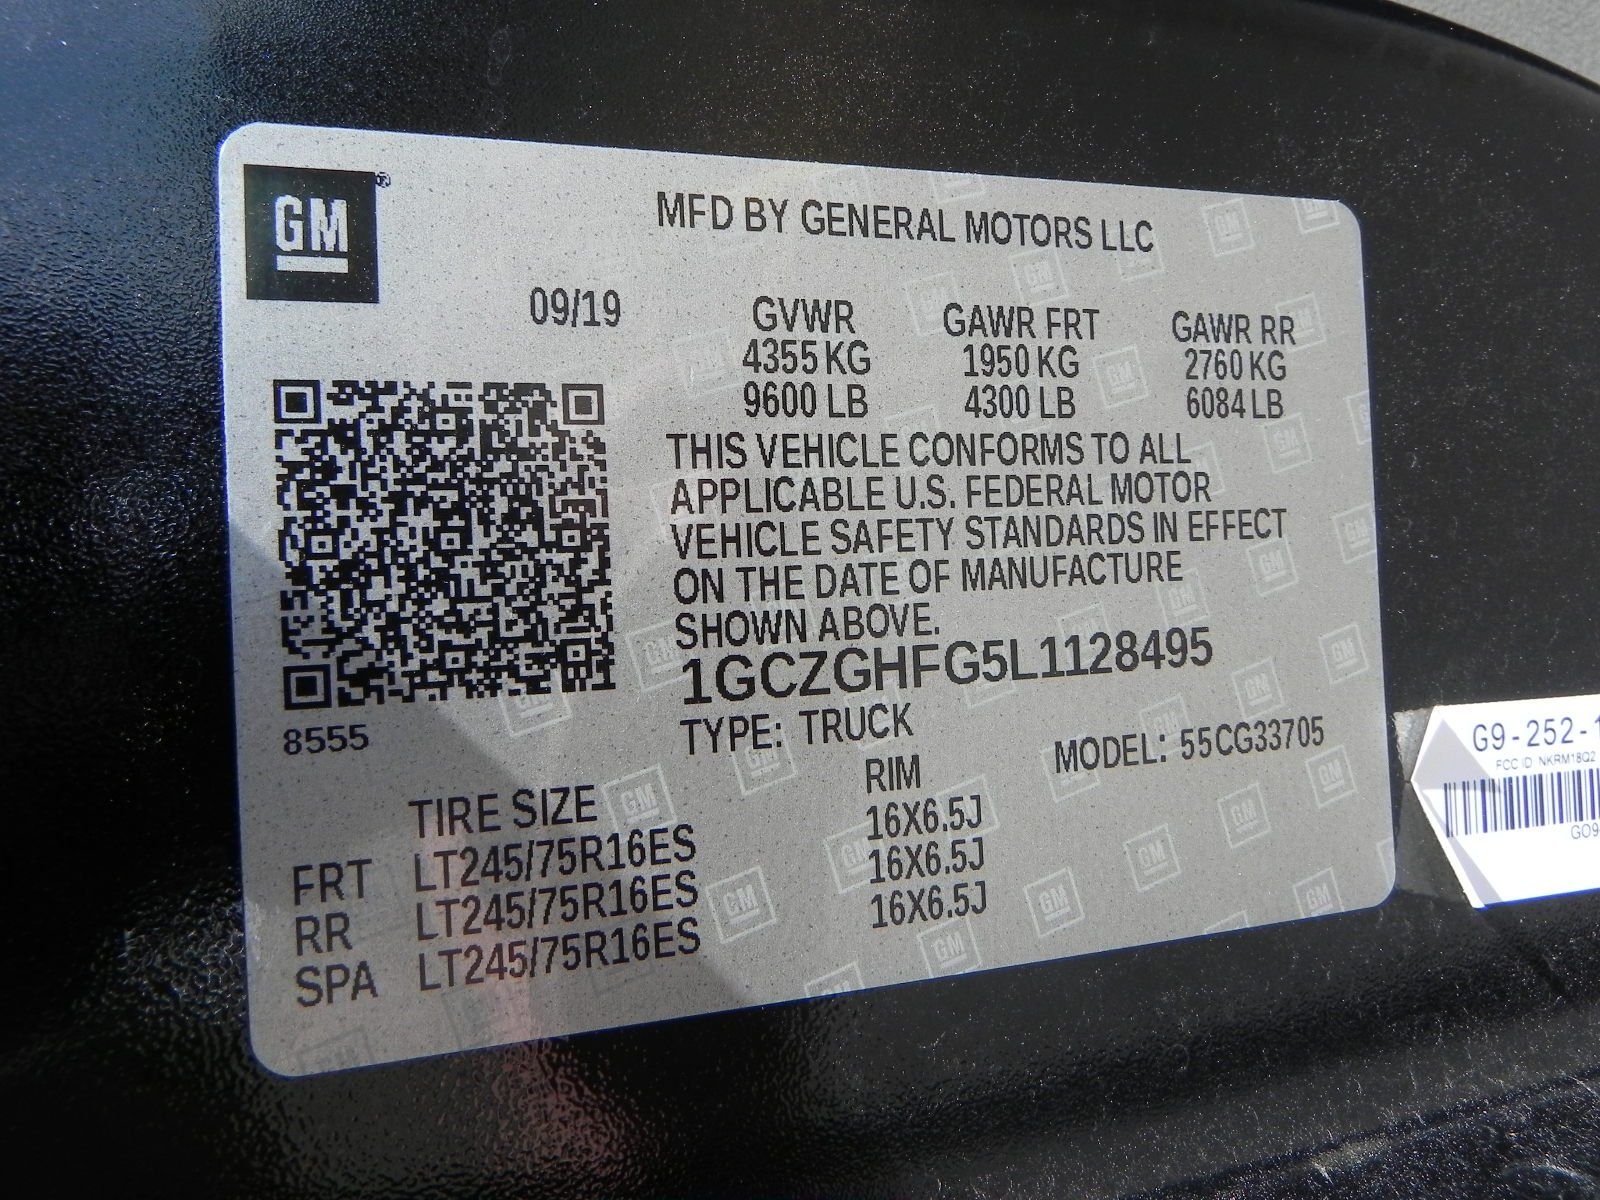 GM
MFD BY GENERAL MOTORS LLC
09/19
GVWR GAWR FRT GAWR RR
4355 KG 1950 KG 2760 KG
9600 LB 4300 LB 6084 LB
THIS VEHICLE CONFORMS TO ALL
APPLICABLE U.S. FEDERAL MOTOR
VEHICLE SAFETY STANDARDS IN EFFECT
ON THE DATE OF MANUFACTURE
SHOWN ABOVE.
1GCZGHFG5L1128495
8555
TYPE: TRUCK MODEL: 55CG33705
TIRE SIZE RIM
FRT LT245/75R16ES 16X6.5J
RR LT245/75R16ES 16X6.5J
SPA LT245/75R16ES 16X6.5J
G9-252-1
FCC ID NKRM18Q2
GO9